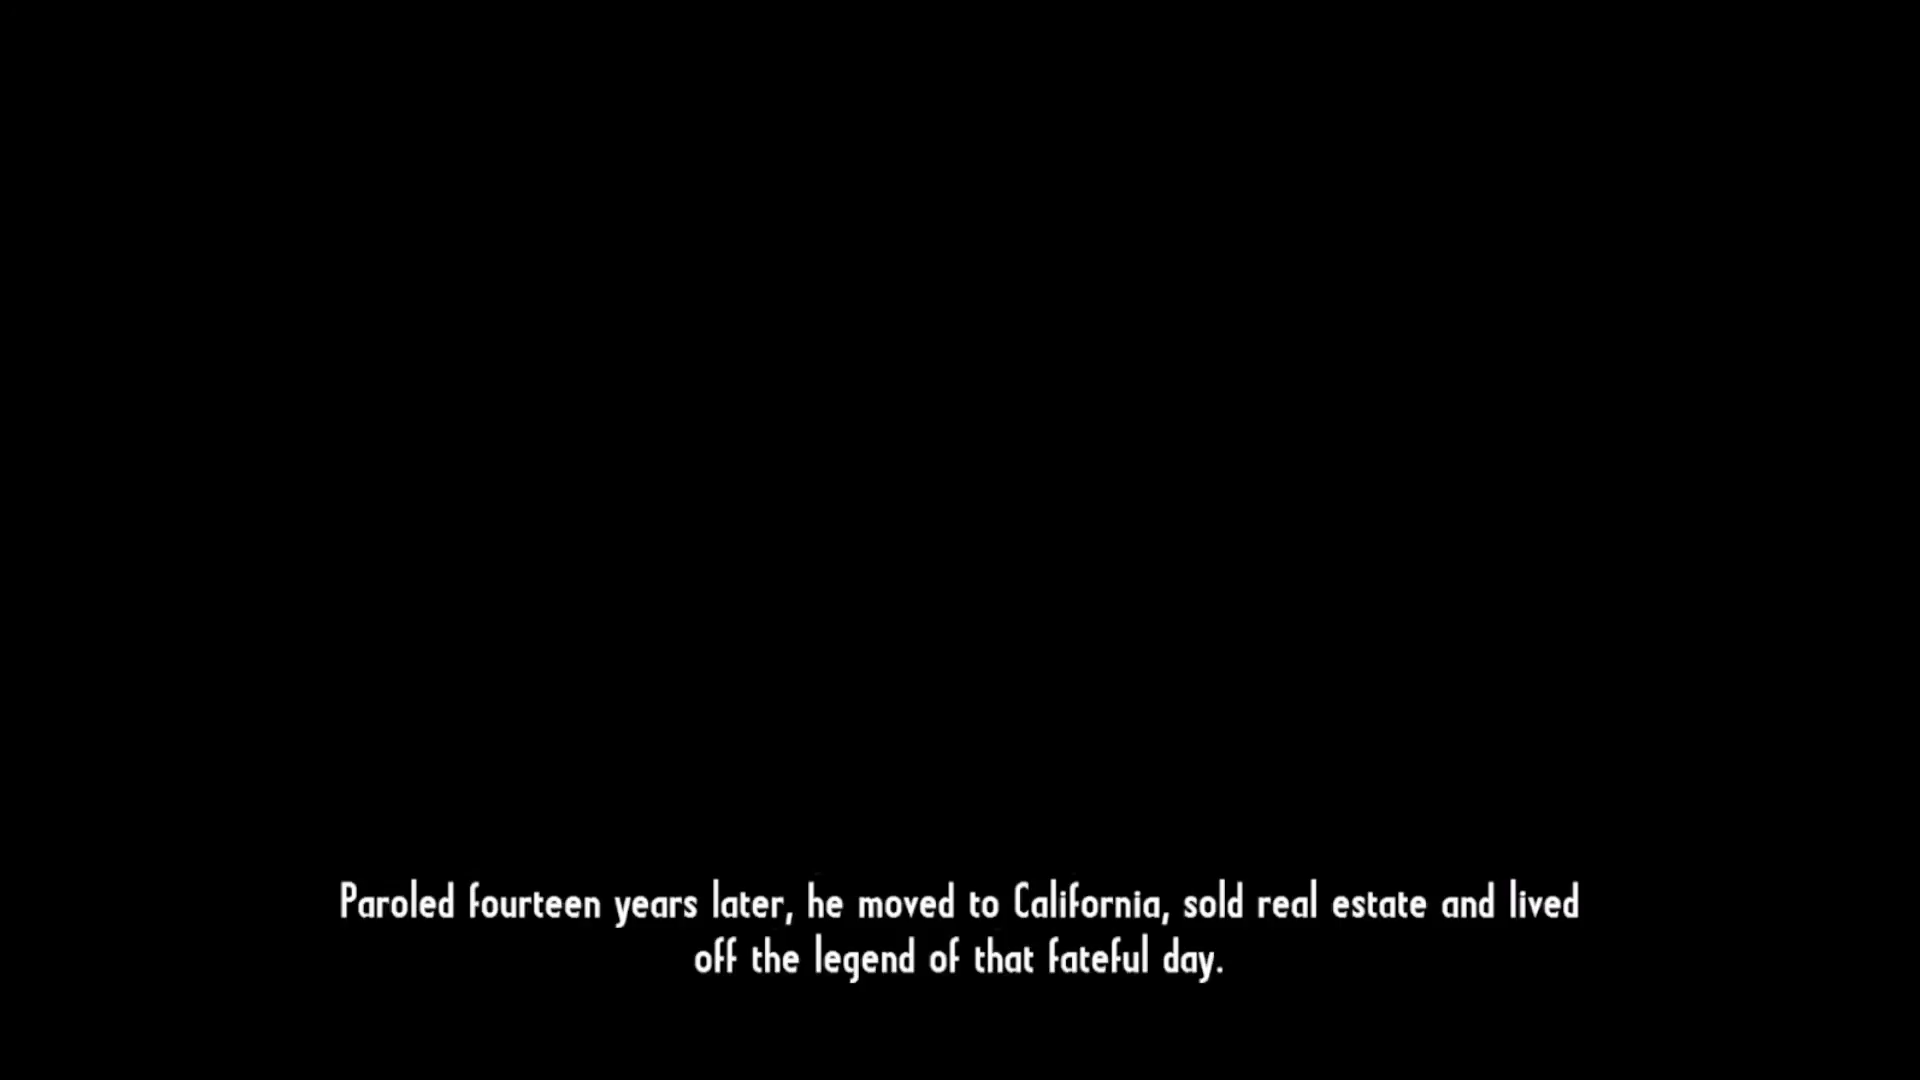 Paroled fourteen years later, he moved to California, sold real estate and lived
off the legend of that fateful day.